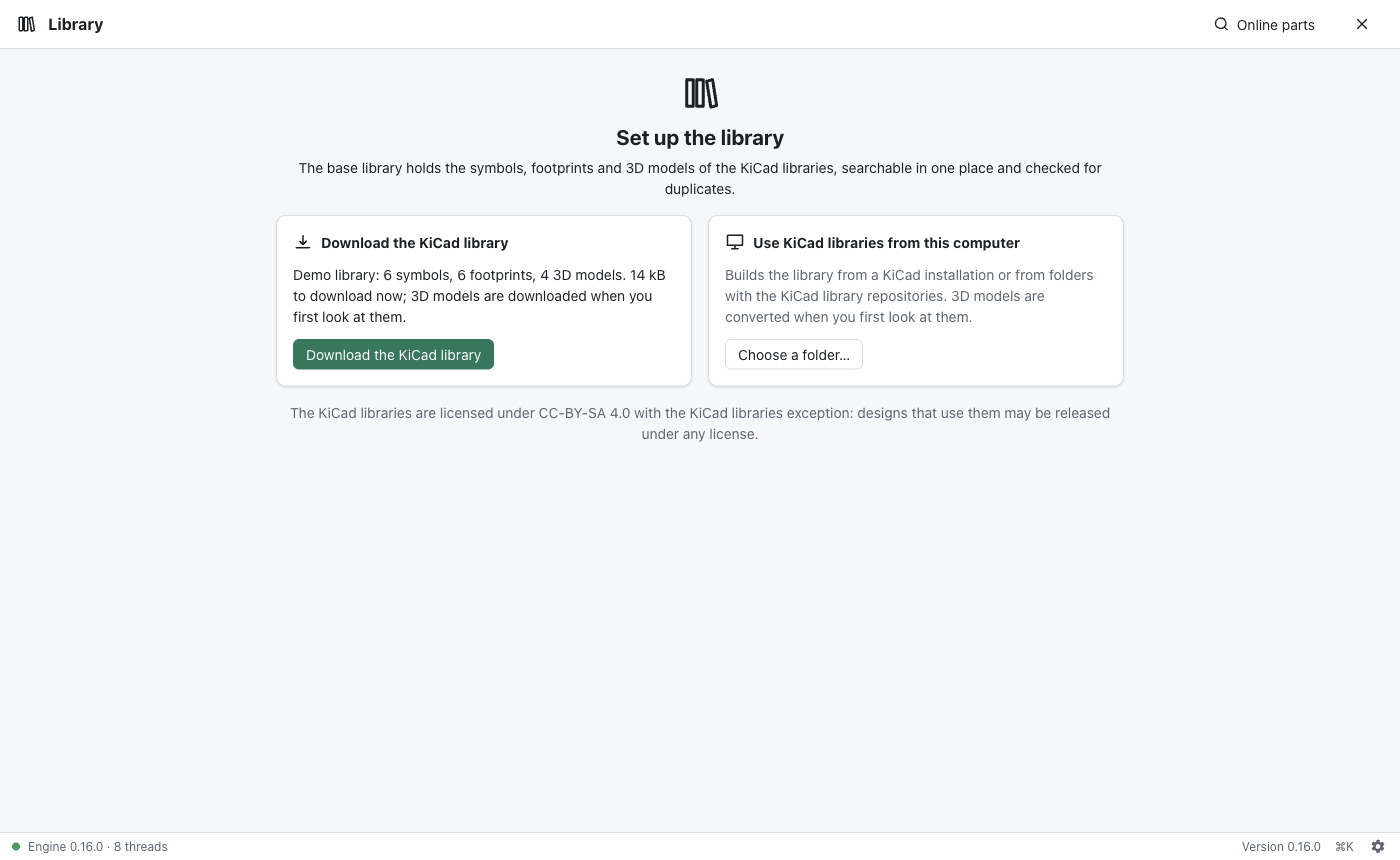 Library
Online parts
Set up the library
The base library holds the symbols, footprints and 3D models of the KiCad libraries, searchable in one place and checked for
duplicates.
Download the KiCad library
Demo library: 6 symbols, 6 footprints, 4 3D models. 14 kB
to download now; 3D models are downloaded when you
first look at them.
Download the KiCad library
Use KiCad libraries from this computer
Builds the library from a KiCad installation or from folders
with the KiCad library repositories. 3D models are
converted when you first look at them.
Choose a folder...
The KiCad libraries are licensed under CC-BY-SA 4.0 with the KiCad libraries exception: designs that use them may be released
under any license.
Engine 0.16.0 · 8 threads
Version 0.16.0
⌘K